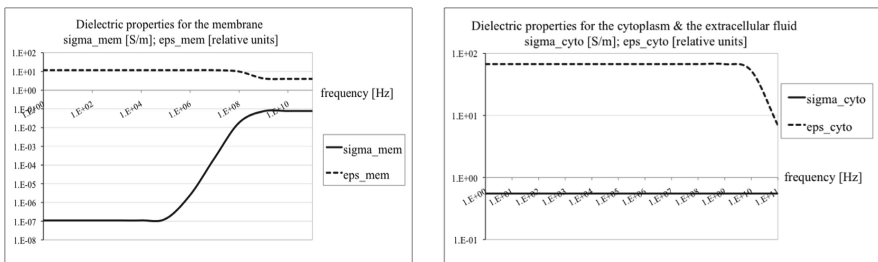 Dielectric properties for the membrane
sigma_mem [S/m]; eps_mem [relative units]
1.E+02
1.E+01
1.E+00
1.E-01
1.E-02
1.E-03
1.E-04
1.E-05
1.E-06
1.E-07
1.E-08
1.E+00
1.E+02
1.E+04
1.E+06
1.E+08
1.E+10
frequency [Hz]
sigma_mem
eps_mem
Dielectric properties for the cytoplasm & the extracellular fluid
sigma_cyto [S/m]; eps_cyto [relative units]
1.E+02
1.E+01
1.E+00
1.E-01
1.E+00
1.E+01
1.E+02
1.E+03
1.E+04
1.E+05
1.E+06
1.E+07
1.E+08
1.E+09
1.E+10
1.E+11
frequency [Hz]
sigma_cyto
eps_cyto